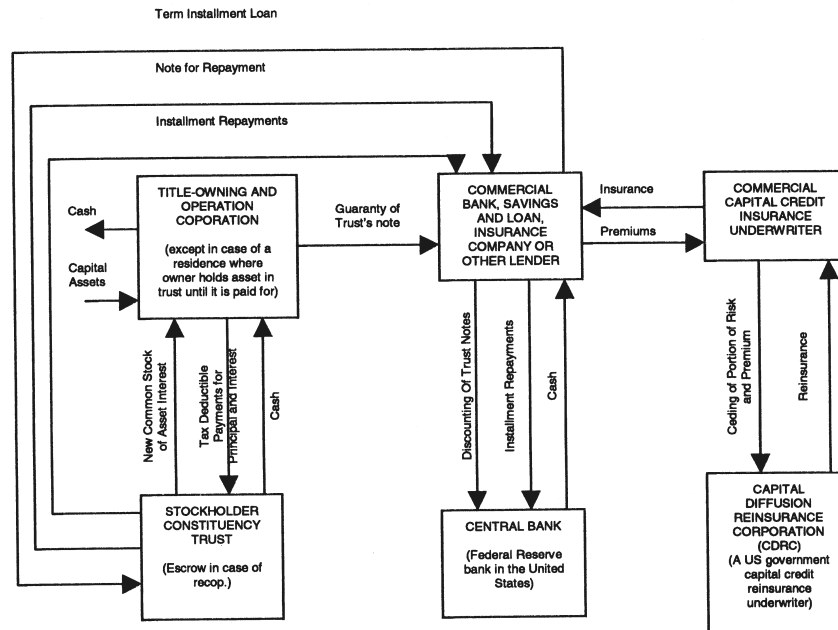 Term Installment Loan
Note for Repayment
Installment Repayments
TITLE-OWNING AND
OPERATION
COPORATION
(except in case of a
residence where
owner holds asset in
trust until it is paid for)
Cash
Capital
Assets
Guaranty of
Trust's note
COMMERCIAL
BANK, SAVINGS
AND LOAN,
INSURANCE
COMPANY OR
OTHER LENDER
Insurance
Premiums
COMMERCIAL
CAPITAL CREDIT
INSURANCE
UNDERWRITER
New Common Stock
of Asset Interest
Tax Deductible
Payments for
Principal and Interest
Cash
Discounting Of Trust Notes
Installment Repayments
Cash
Ceding of Portion of Risk
and Premium
Reinsurance
STOCKHOLDER
CONSTITUENCY
TRUST
(Escrow in case of
recop.)
CENTRAL BANK
(Federal Reserve
bank in the United
States)
CAPITAL
DIFFUSION
REINSURANCE
CORPORATION
(CDRC)
(A US government
capital credit
reinsurance
underwriter)